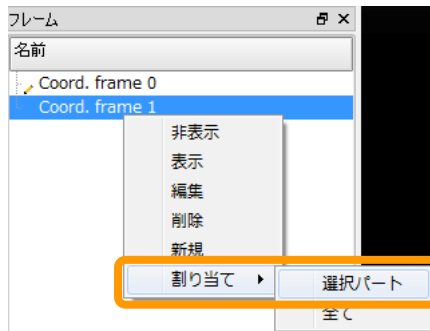 フレーム
名前
Coord. frame 0
Coord. frame 1
非表示
表示
編集
削除
新規
割り当て
選択パート
全て